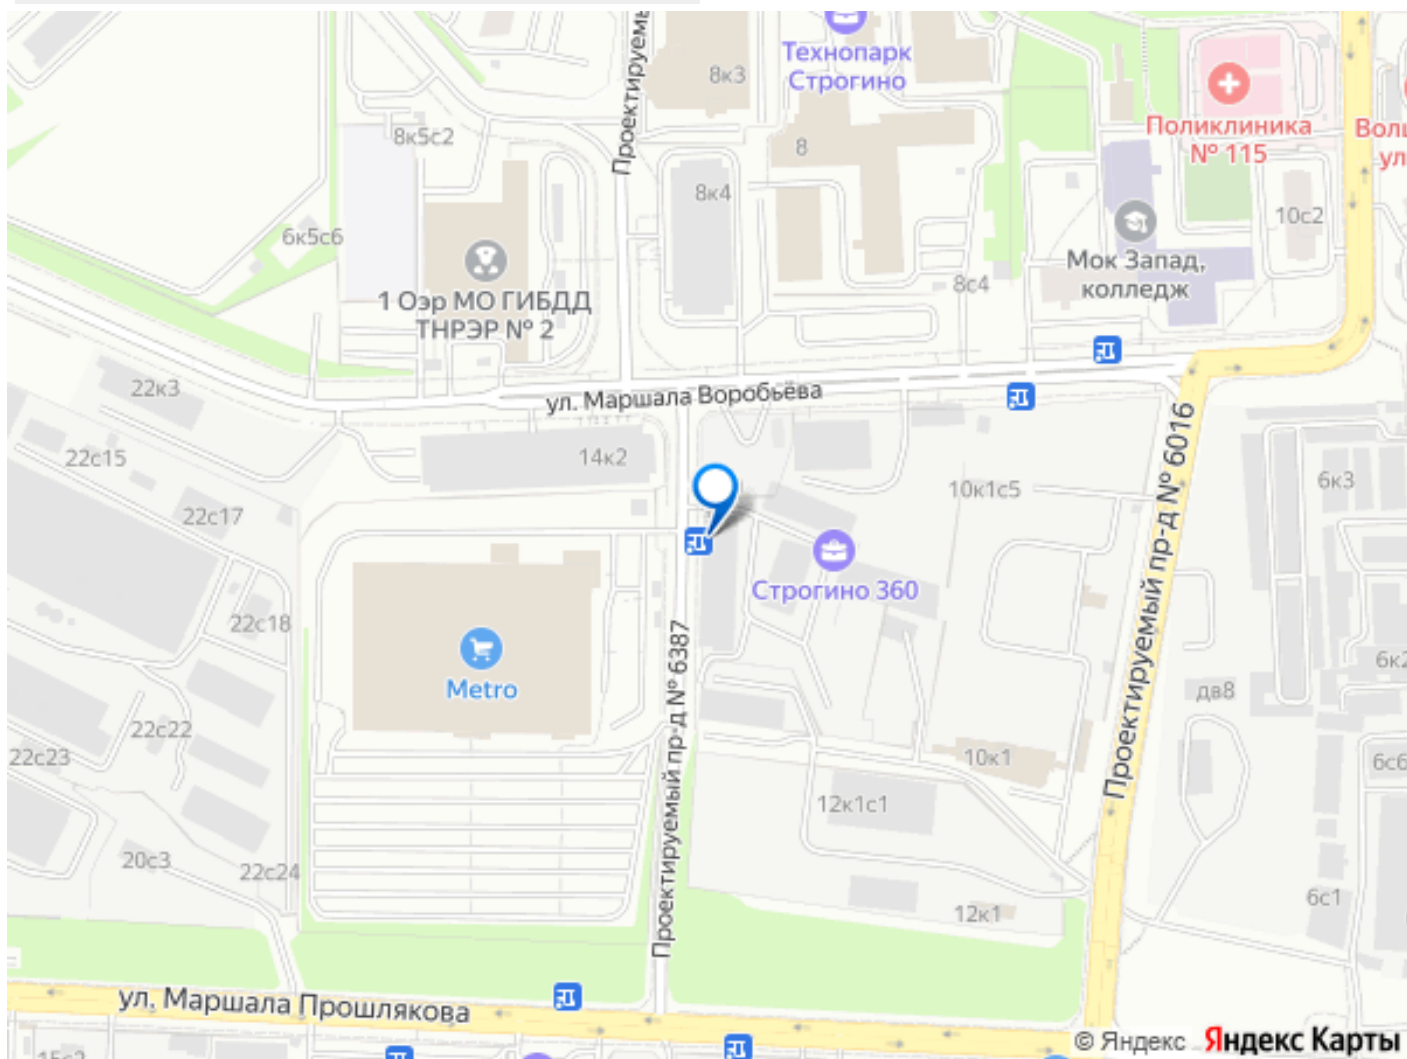 Технопарк
Строгино
8к3
8к5с2
8
Поликлиника
№ 115
8к4
10с2
6к5с6
Мок Запад,
колледж
8с4
1 Оэр МО ГИБДД
ТНРЭР № 2
22к3
ул. Маршала Воробьёва
22с15
14к2
10к1с5
6к3
22с17
Строгино 360
22с18
Metro
Проектируемый пр-д № 6387
Проектируемый пр-д № 6016
дв8
22с22
22с23
10к1
12к1с1
20с3
22с24
6с1
12к1
ул. Маршала Прошлякова
© Яндекс Яндекс Карты